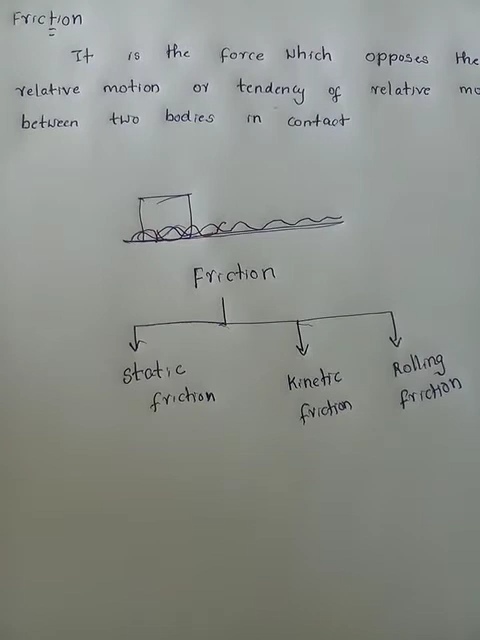 Friction
It is the force which opposes the
relative motion or tendency of relative
between two bodies in contact
Friction
Static
friction
Kinetic
friction
Rolling
friction